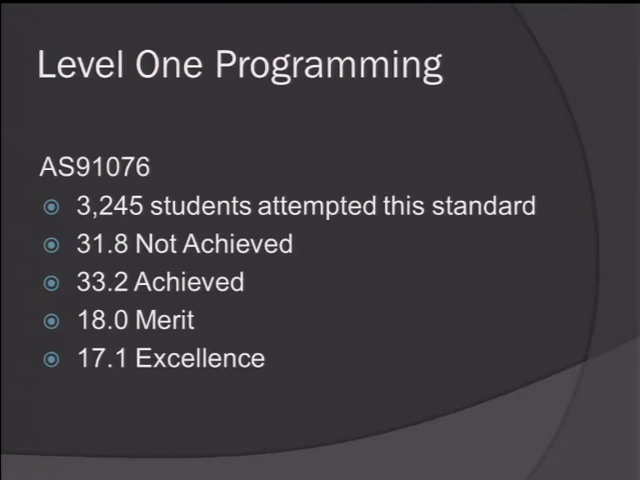 Level One Programming
AS91076
3,245 students attempted this standard
31.8 Not Achieved
33.2 Achieved
18.0 Merit
17.1 Excellence